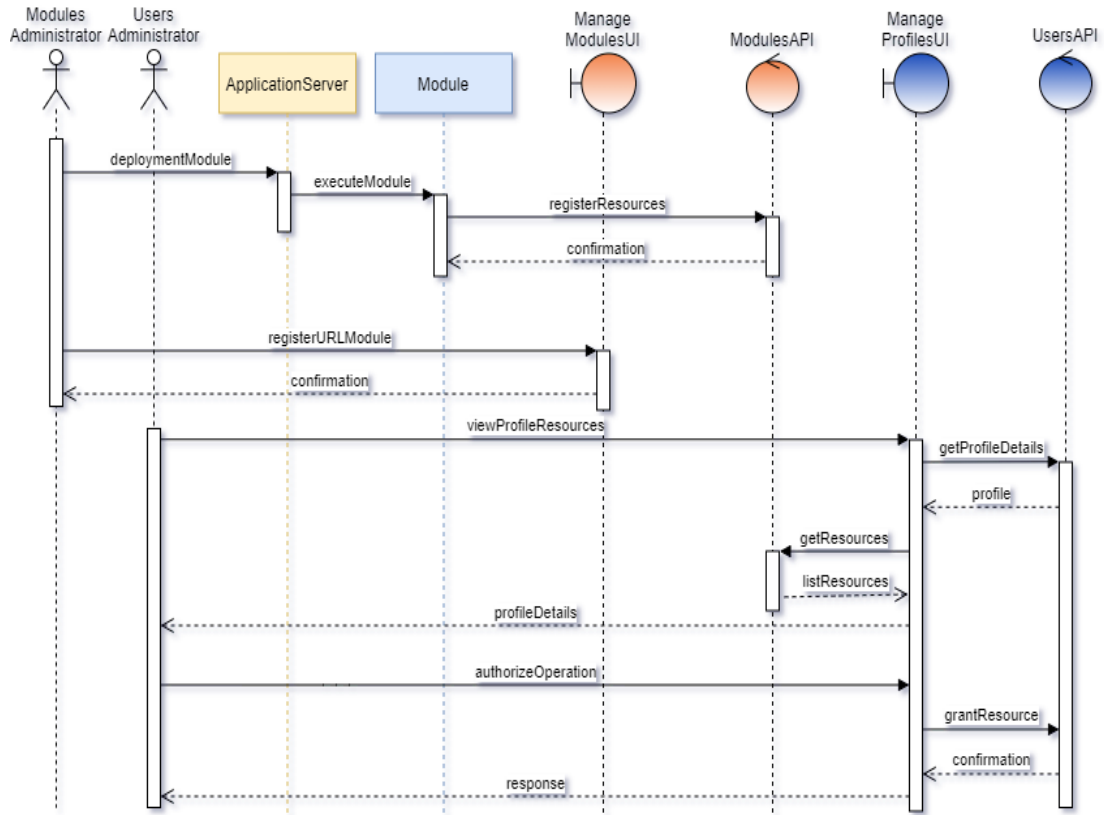 Modules
Administrator
Users
Administrator
ApplicationServer
Module
Manage
ModulesUI
ModulesAPI
Manage
ProfilesUI
UsersAPI
deploymentModule
executeModule
registerResources
confirmation
registerURLModule
confirmation
viewProfileResources
getProfileDetails
profile
getResources
listResources
profileDetails
authorizeOperation
grantResource
confirmation
response